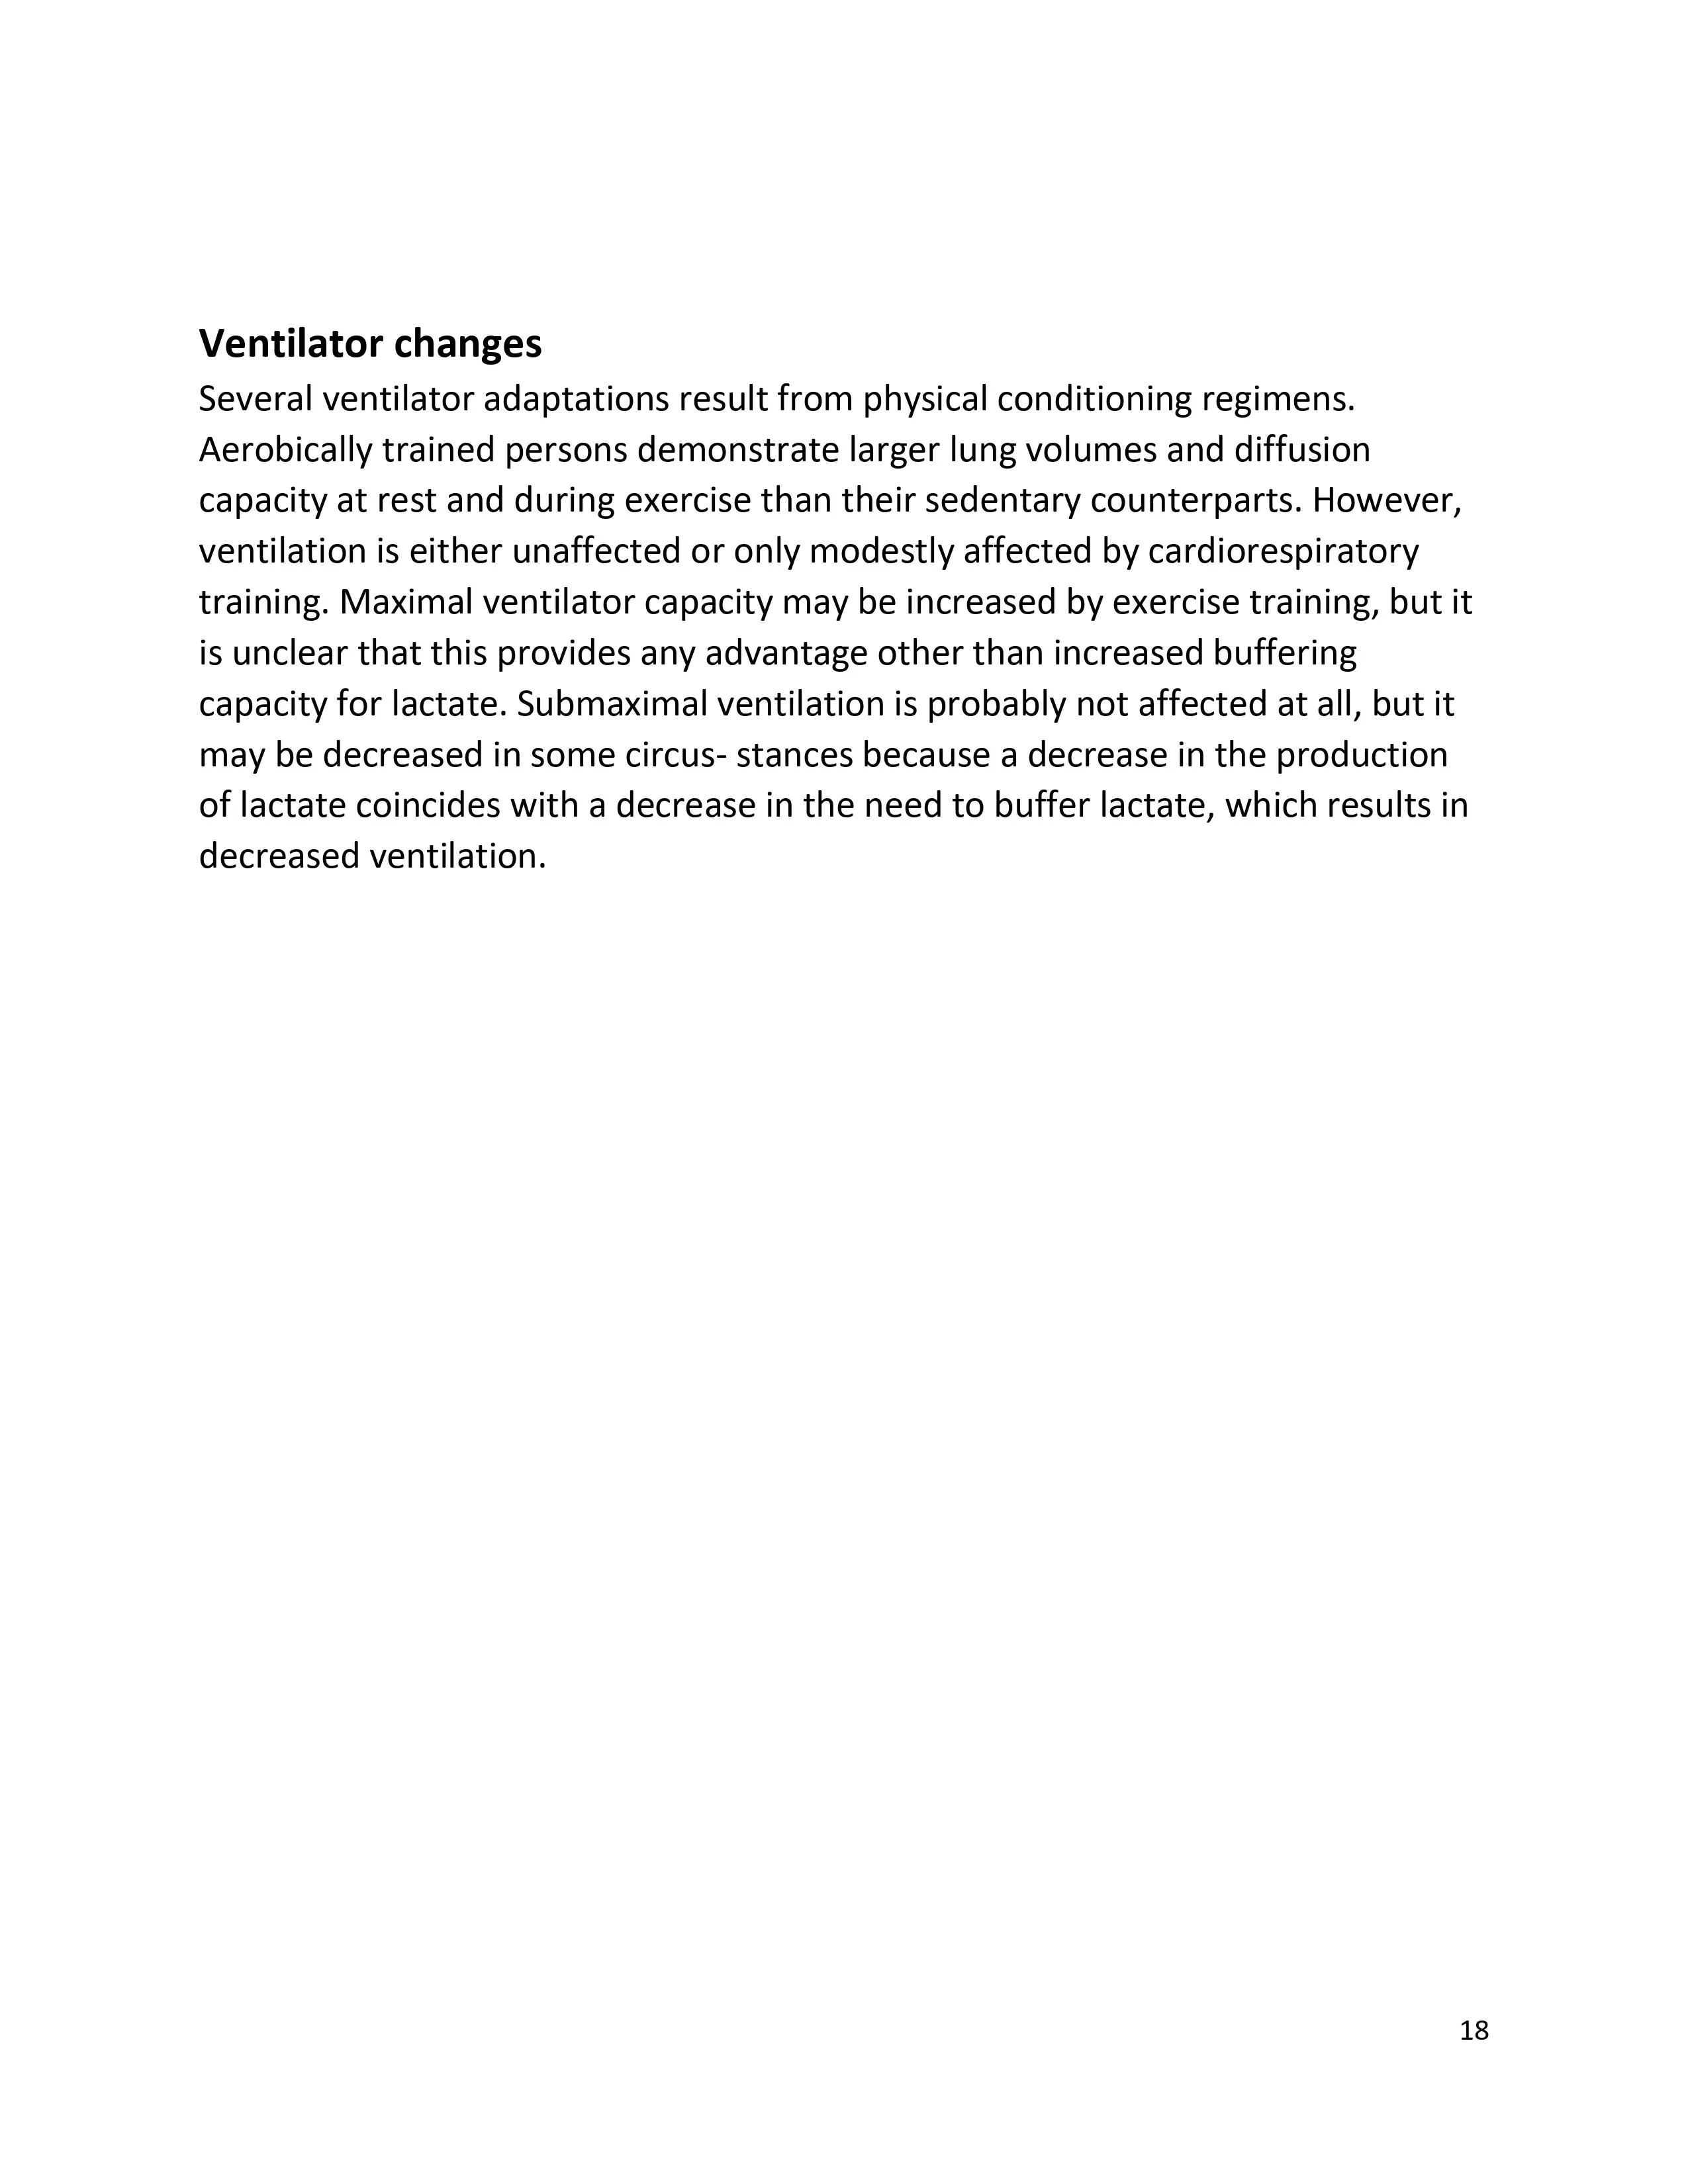 Ventilator changes
Several ventilator adaptations result from physical conditioning regimens.
Aerobically trained persons demonstrate larger lung volumes and diffusion
capacity at rest and during exercise than their sedentary counterparts. However,
ventilation is either unaffected or only modestly affected by cardiorespiratory
training. Maximal ventilator capacity may be increased by exercise training, but it
is unclear that this provides any advantage other than increased buffering
capacity for lactate. Submaximal ventilation is probably not affected at all, but it
may be decreased in some circus- stances because a decrease in the production
of lactate coincides with a decrease in the need to buffer lactate, which results in
decreased ventilation.
18